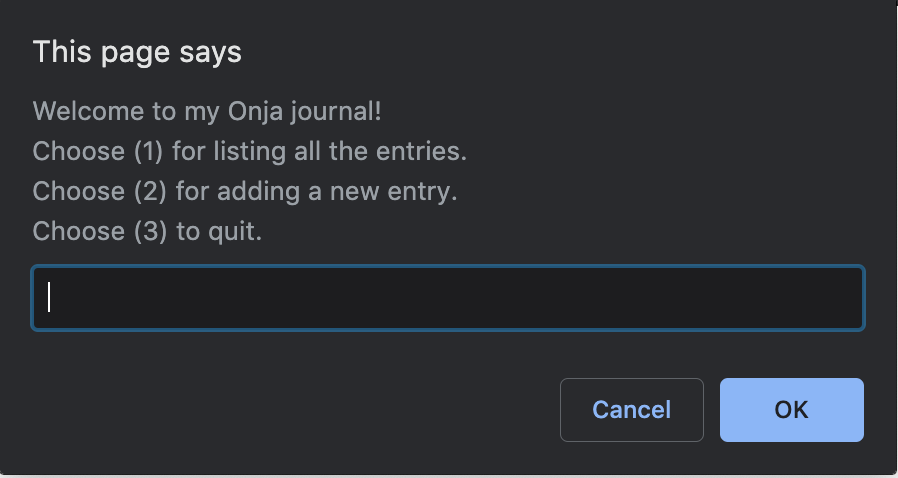 This page says
Welcome to my Onja journal!
Choose (1) for listing all the entries.
Choose (2) for adding a new entry.
Choose (3) to quit.
Cancel
OK